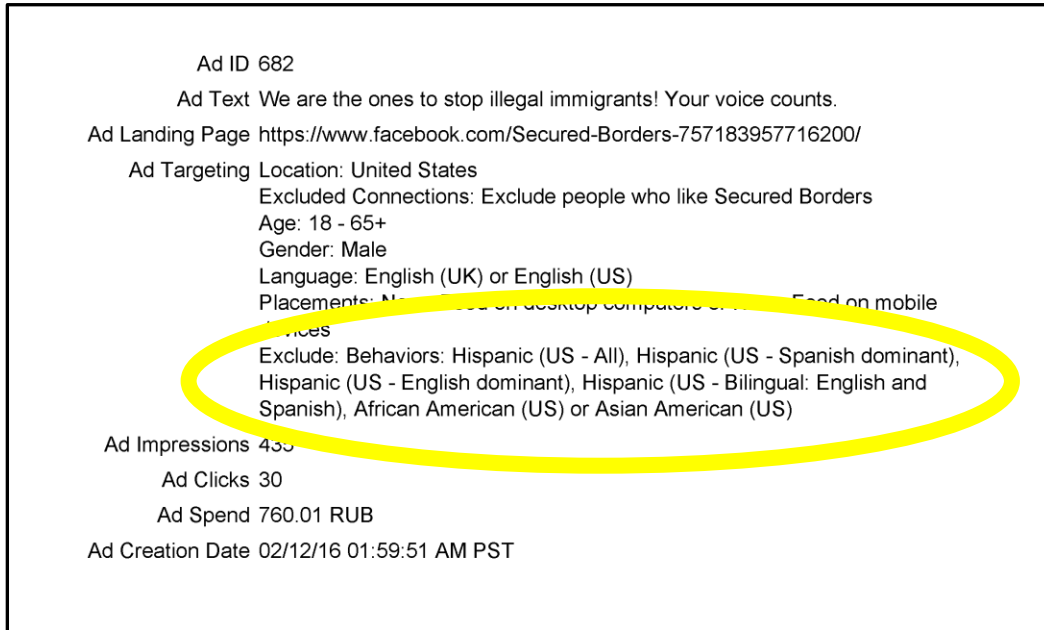 Ad ID 682
Ad Text We are the ones to stop illegal immigrants! Your voice counts.
Ad Landing Page https://www.facebook.com/Secured-Borders-757183957716200/
Ad Targeting Location: United States
Excluded Connections: Exclude people who like Secured Borders
Age: 18 - 65+
Gender: Male
Language: English (UK) or English (US)
Placements: on desktop computers Feed on mobile
devices
Exclude: Behaviors: Hispanic (US - All), Hispanic (US - Spanish dominant),
Hispanic (US - English dominant), Hispanic (US - Bilingual: English and
Spanish), African American (US) or Asian American (US)
Ad Impressions 435
Ad Clicks 30
Ad Spend 760.01 RUB
Ad Creation Date 02/12/16 01:59:51 AM PST